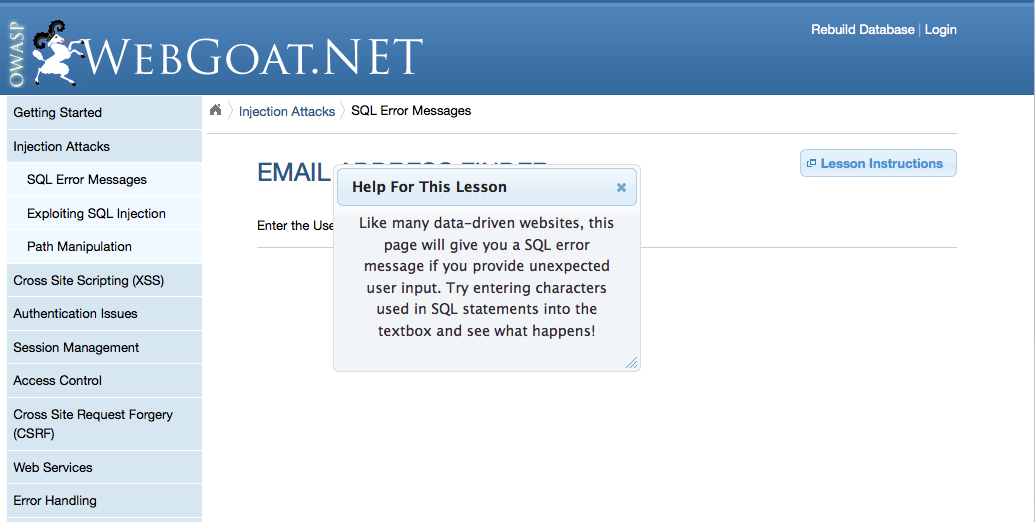 OWASP
WEBGOAT.NET
Rebuild Database | Login
Getting Started
Injection Attacks
SQL Error Messages
Exploiting SQL Injection
Path Manipulation
Cross Site Scripting (XSS)
Authentication Issues
Session Management
Access Control
Cross Site Request Forgery
(CSRF)
Web Services
Error Handling
Injection Attacks
SQL Error Messages
EMAIL ADDRESS FINDER
Lesson Instructions
Enter the Use
Help For This Lesson
Like many data-driven websites, this
page will give you a SQL error
message if you provide unexpected
user input. Try entering characters
used in SQL statements into the
textbox and see what happens!